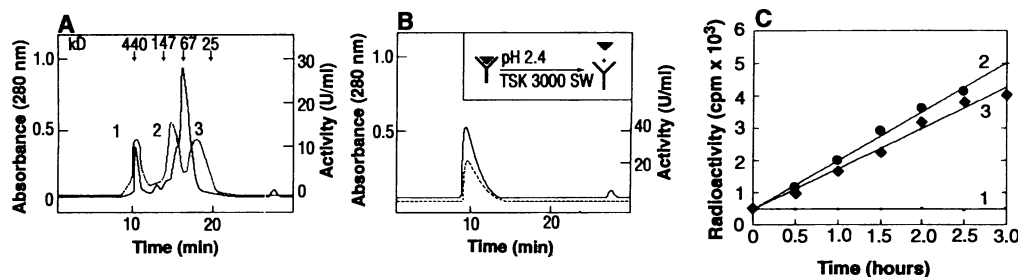 A
kD 440 147 67 25
Absorbance (280 nm)
1.0
0.5
0
1 2 3
30
20
10
0
Activity (U/ml)
10 20
Time (min)
B
pH 2.4
TSK 3000 SW
Absorbance (280 nm)
1.0
0.5
40
20
Activity (U/ml)
10 20
Time (min)
C
Radioactivity (cpm x 10³)
6
5
4
3
2
1
0
2
3
1
0 0.5 1.0 1.5 2.0 2.5 3.0
Time (hours)